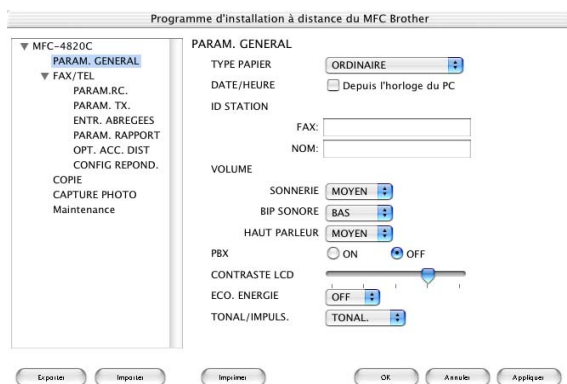 Programme d'installation à distance du MFC Brother
MFC-4820C
PARAM. GENERAL
FAX/TEL
PARAM.RC.
PARAM. TX.
ENTR. ABREGEES
PARAM. RAPPORT
OPT. ACC. DIST
CONFIG REPOND.
COPIE
CAPTURE PHOTO
Maintenance
PARAM. GENERAL
TYPE PAPIER ORDINAIRE
DATE/HEURE Depuis l'horloge du PC
ID STATION
FAX:
NOM:
VOLUME
SONNERIE MOYEN
BIP SONORE BAS
HAUT PARLEUR MOYEN
PBX ON OFF
CONTRASTE LCD
ECO. ENERGIE OFF
TONAL/IMPULS. TONAL.
Exporter Importer Imprimer OK Annuler Appliquer